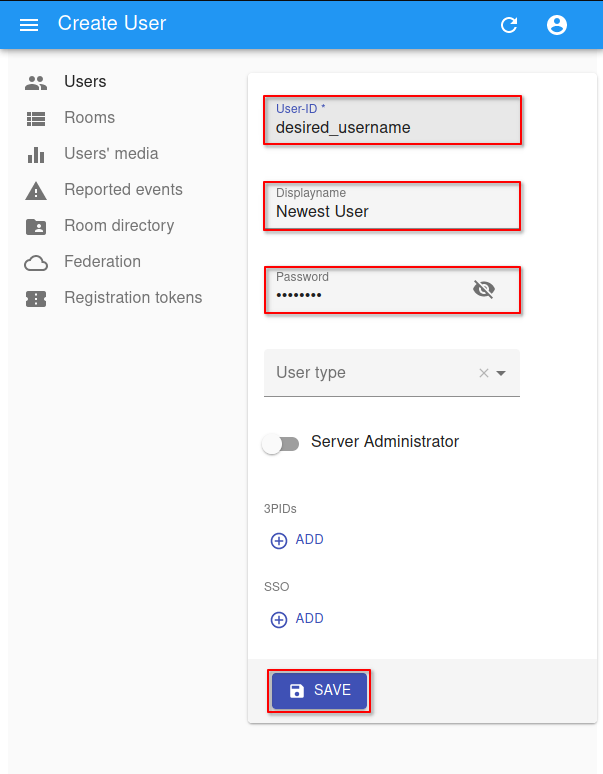 Create User
Users
Rooms
Users' media
Reported events
Room directory
Federation
Registration tokens
User-ID *
desired_username
Displayname
Newest User
Password
••••••••
User type
Server Administrator
3PIDs
ADD
SSO
ADD
SAVE